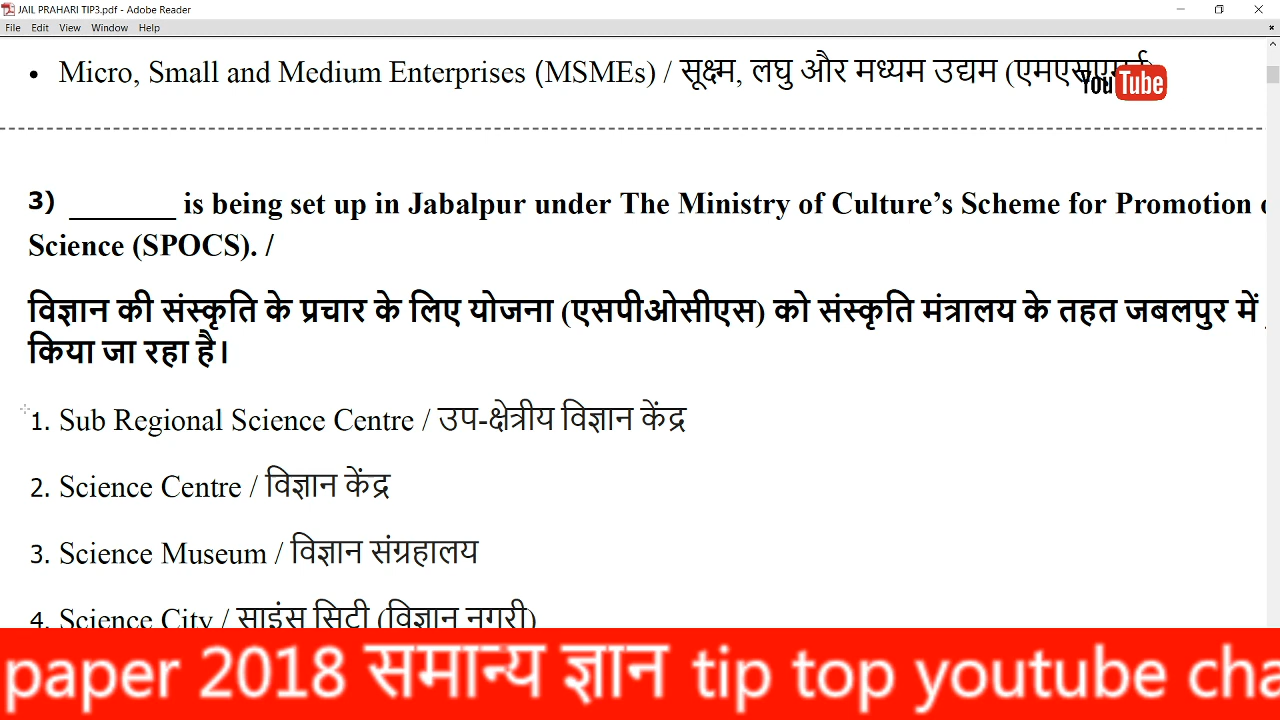 JAIL PRAHARI TIP3.pdf - Adobe Reader
File Edit View Window Help
• Micro, Small and Medium Enterprises (MSMEs) / सूक्ष्म, लघु और मध्यम उद्यम
YouTube
3) _______ is being set up in Jabalpur under The Ministry of Culture’s Scheme for Promotion
Science (SPOCS). /
विज्ञान की संस्कृति के प्रचार के लिए योजना (एसपीओसीएस) को संस्कृति मंत्रालय के तहत जबलपुर में
किया जा रहा है।
1. Sub Regional Science Centre / उप-क्षेत्रीय विज्ञान केंद्र
2. Science Centre / विज्ञान केंद्र
3. Science Museum / विज्ञान संग्रहालय
4. Science City / साइंस सिटी (विज्ञान नगरी)
paper 2018 समान्य ज्ञान tip top youtube cha